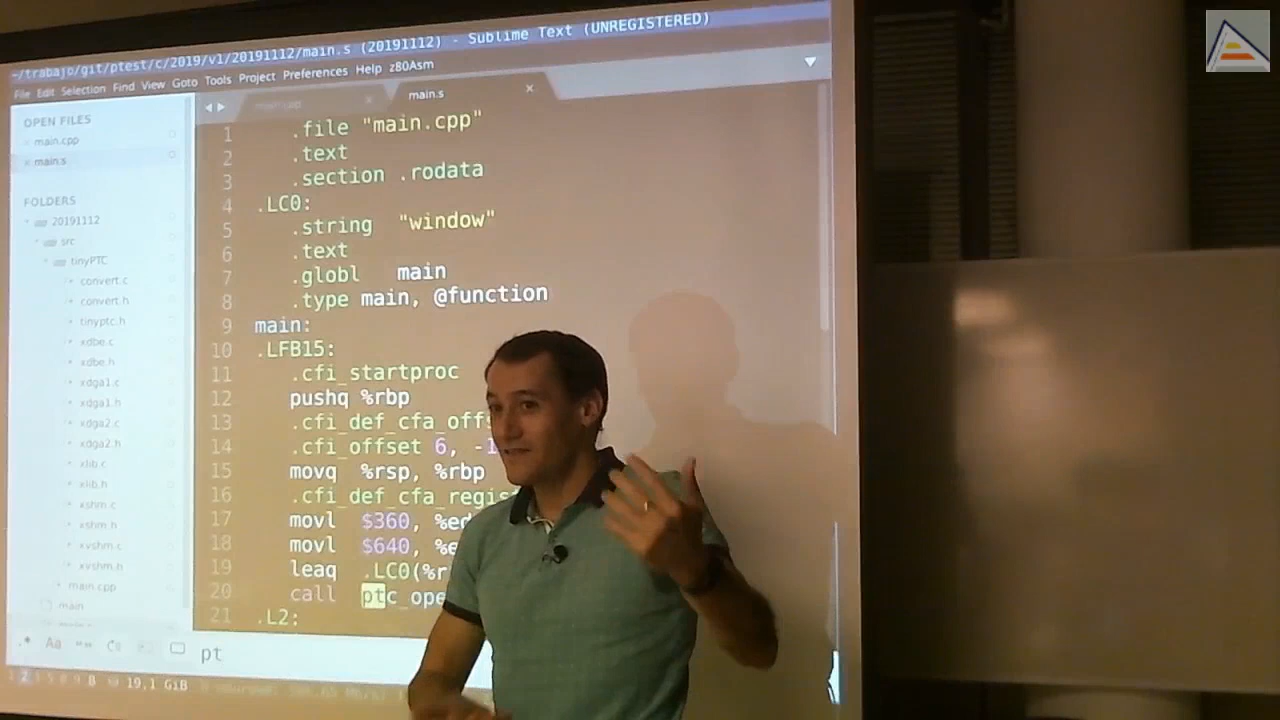 ~/trabajo/git/ptest/c/2019/v1/20191112/main.s (20191112) - Sublime Text (UNREGISTERED)
File Edit Selection Find View Goto Tools Project Preferences Help z80Asm
OPEN FILES
main.cpp
main.s
FOLDERS
20191112
src
tinyPTC
convert.c
convert.h
tinyptc.h
xdbe.c
xdbe.h
xdga1.c
xdga1.h
xdga2.c
xdga2.h
xlib.c
xlib.h
xshm.c
xshm.h
xvshm.c
xvshm.h
main.cpp
main
main.s
1 .file "main.cpp"
2 .text
3 .section .rodata
4 .LC0:
5 .string "window"
6 .text
7 .globl main
8 .type main, @function
9 main:
10 .LFB15:
11 .cfi_startproc
12 pushq %rbp
13 .cfi_def_cfa_offs
14 .cfi_offset 6, -1
15 movq %rsp, %rbp
16 .cfi_def_cfa_regis
17 movl $360, %ed
18 movl $640, %e
19 leaq .LC0(%r
20 call ptc_ope
21 .L2:
.* Aa
pt
19,1 GiB